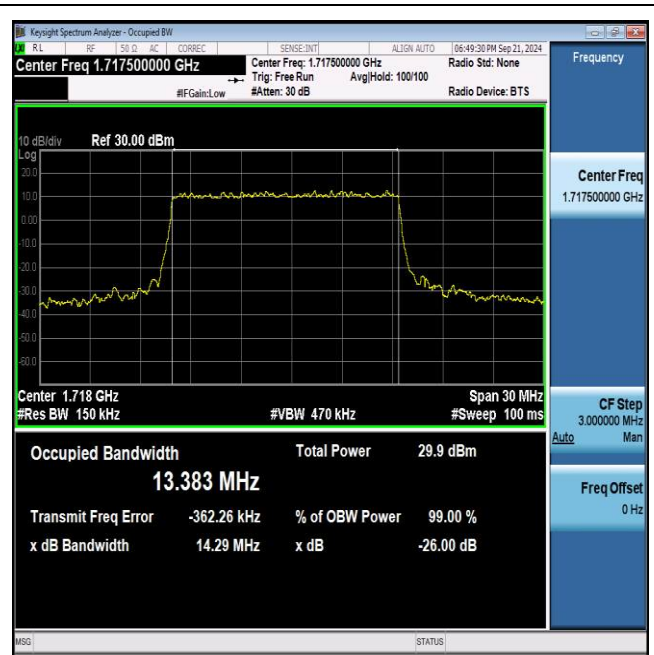 Keysight Spectrum Analyzer - Occupied BW
LXI RL RF 50 Ω AC CORREC SENSE:INT ALIGN AUTO 06:49:30 PM Sep 21, 2024
Center Freq 1.717500000 GHz Center Freq: 1.717500000 GHz Radio Std: None Frequency
Trig: Free Run Avg|Hold: 100/100
#IFGain:Low #Atten: 30 dB Radio Device: BTS
10 dB/div Ref 30.00 dBm
Log
20.0
10.0
0.00
-10.0
-20.0
-30.0
-40.0
-50.0
-60.0
Center Freq
1.717500000 GHz
Center 1.718 GHz Span 30 MHz
#Res BW 150 kHz #VBW 470 kHz #Sweep 100 ms
CF Step
3.000000 MHz
Auto Man
Occupied Bandwidth Total Power 29.9 dBm
13.383 MHz
Transmit Freq Error -362.26 kHz % of OBW Power 99.00 %
x dB Bandwidth 14.29 MHz x dB -26.00 dB
Freq Offset
0 Hz
MSG STATUS